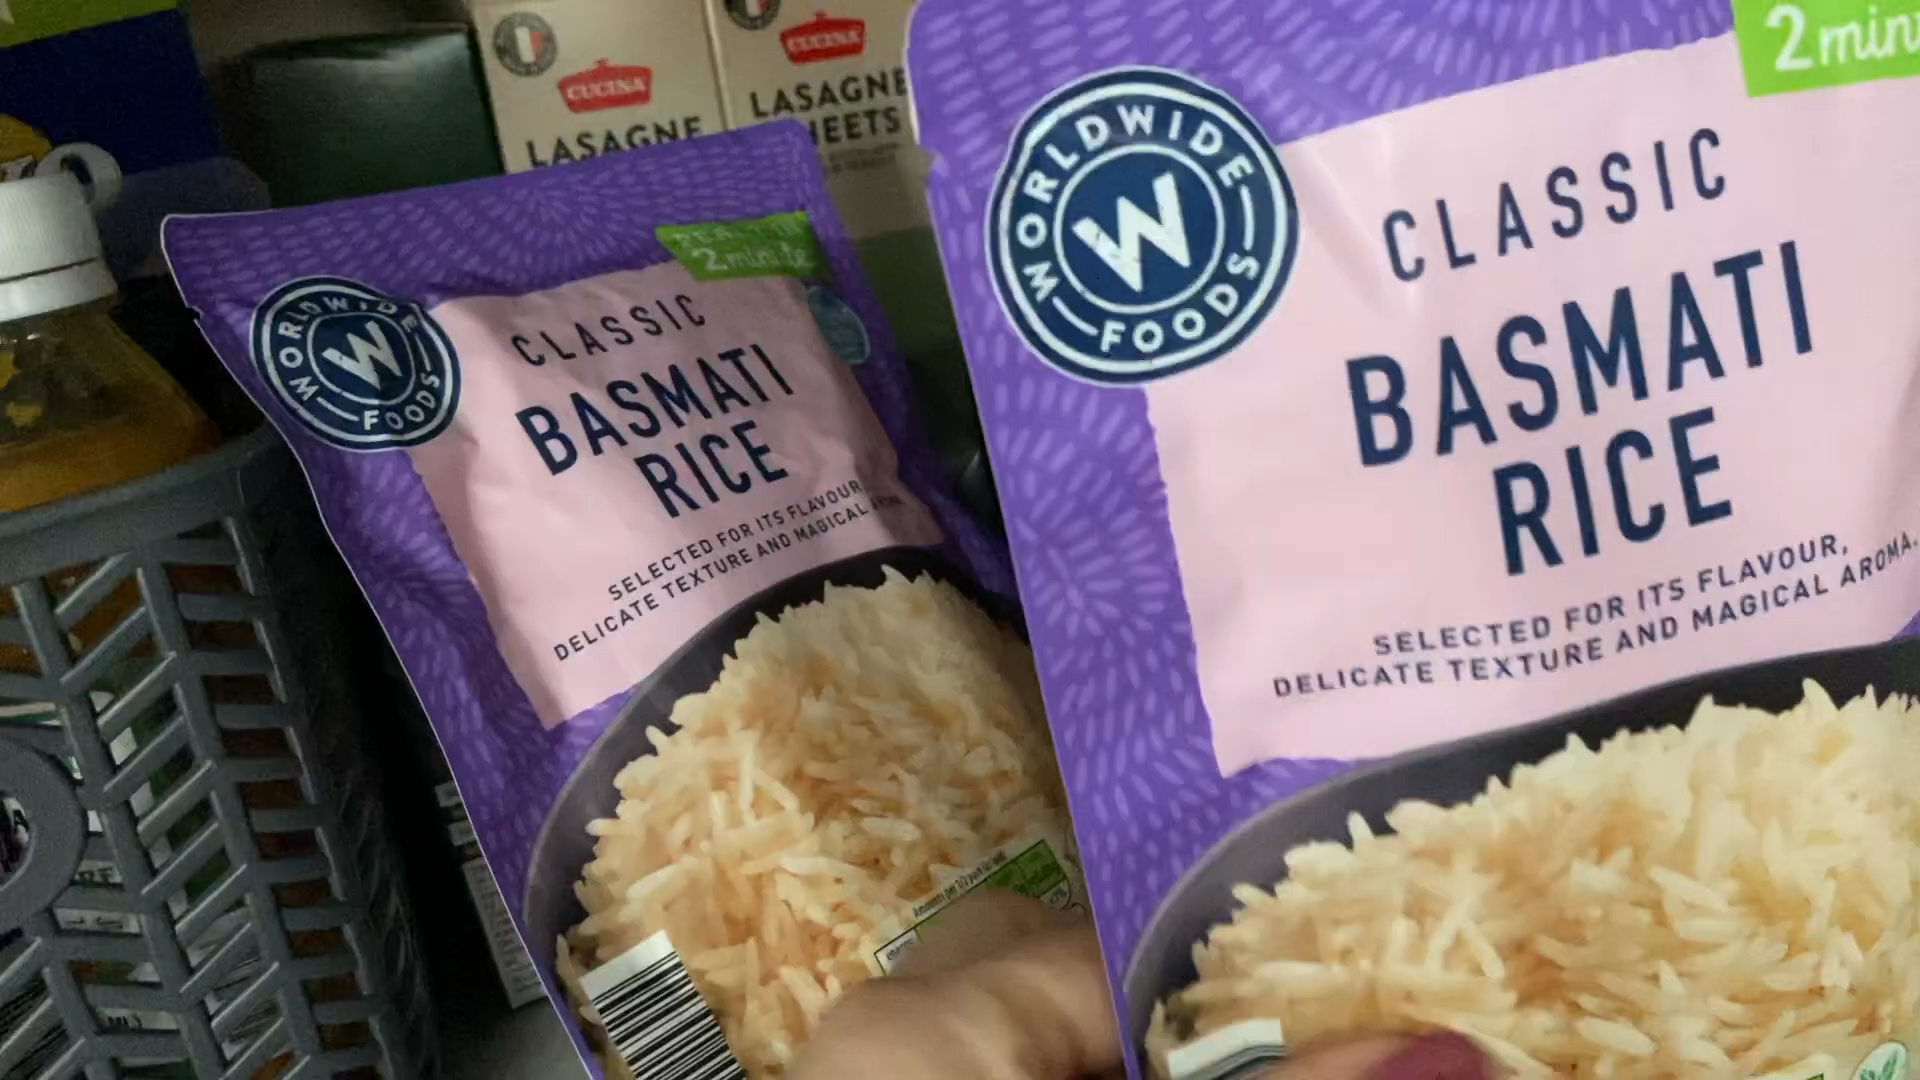 CUCINA
LASAGNE
CUCINA
LASAGNE
SHEETS
WORLDWIDE
W
FOODS
2 minute
CLASSIC
BASMATI
RICE
SELECTED FOR ITS FLAVOUR,
DELICATE TEXTURE AND MAGICAL AROMA.
WORLDWIDE
W
FOODS
2 min
CLASSIC
BASMATI
RICE
SELECTED FOR ITS FLAVOUR,
DELICATE TEXTURE AND MAGICAL AROMA.